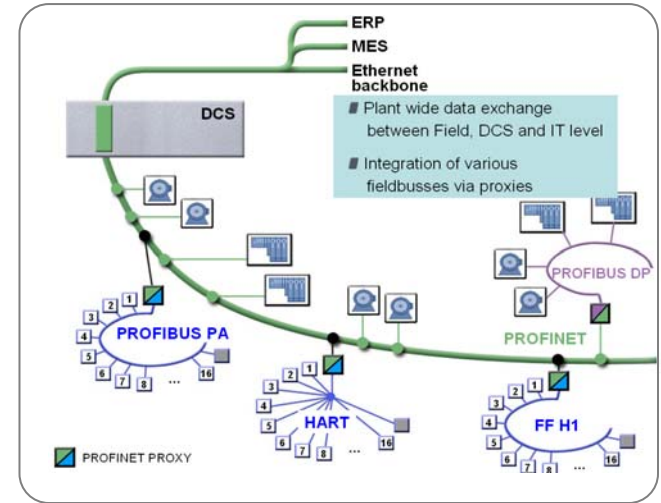 ERP
MES
Ethernet
backbone
DCS
Plant wide data exchange
between Field, DCS and IT level
Integration of various
fieldbusses via proxies
PROFIBUS DP
PROFINET
1
2
3
4
5
6
7
8
...
16
PROFIBUS PA
1
2
3
4
5
6
7
8
...
16
HART
1
2
3
4
5
6
7
8
...
16
FF H1
PROFINET PROXY